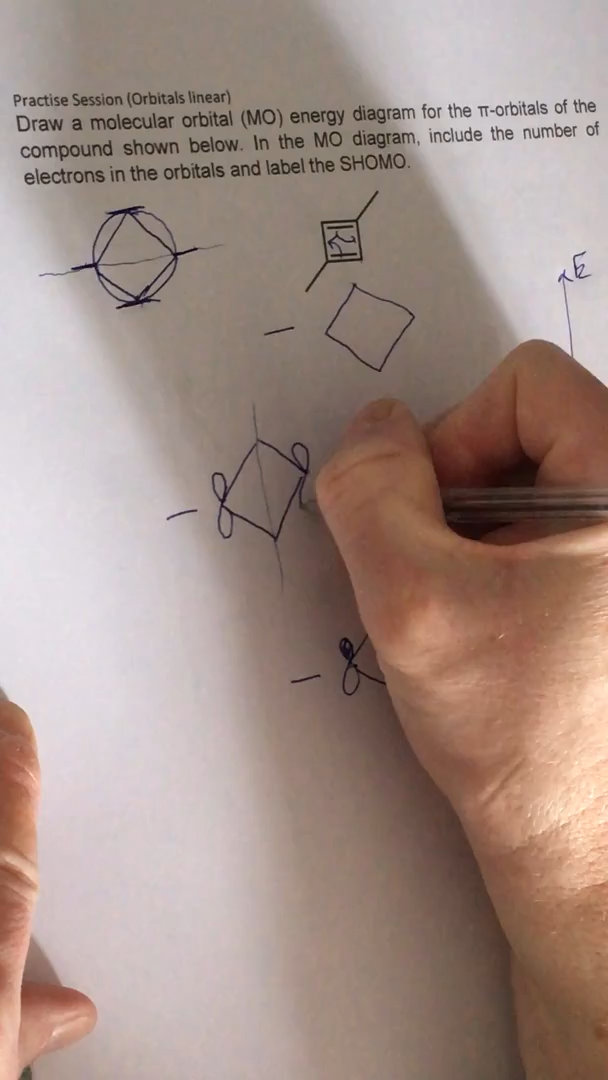 Practise Session (Orbitals linear)
Draw a molecular orbital (MO) energy diagram for the π-orbitals of the
compound shown below. In the MO diagram, include the number of
electrons in the orbitals and label the SHOMO.
E